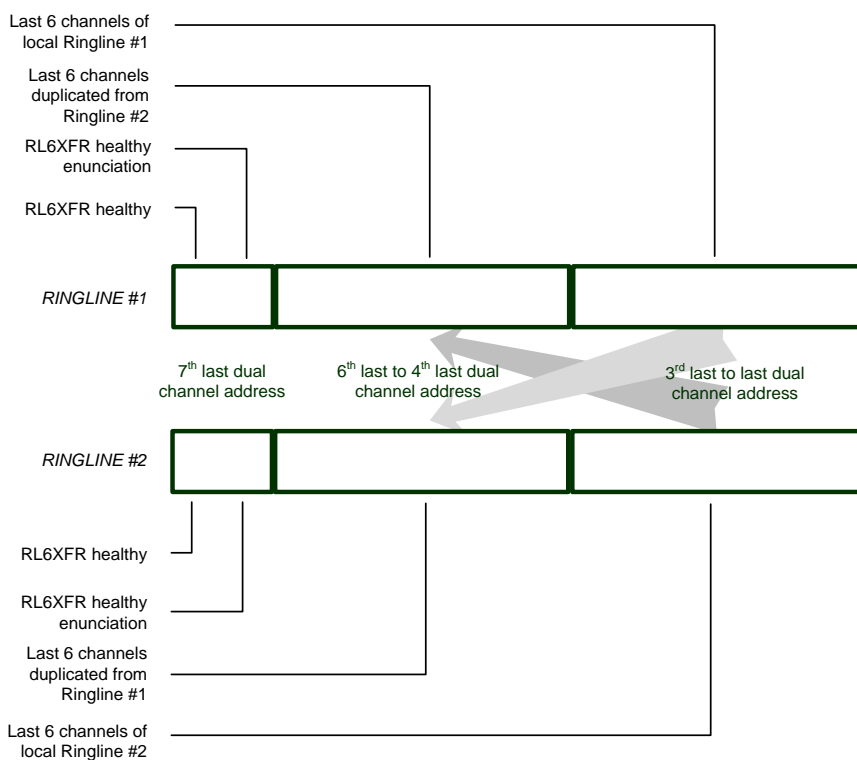 Last 6 channels of
local Ringline #1
Last 6 channels
duplicated from
Ringline #2
RL6XFR healthy
enunciation
RL6XFR healthy
RINGLINE #1
7th last dual
channel address
6th last to 4th last dual
channel address
3rd last to last dual
channel address
RINGLINE #2
RL6XFR healthy
RL6XFR healthy
enunciation
Last 6 channels
duplicated from
Ringline #1
Last 6 channels of
local Ringline #2